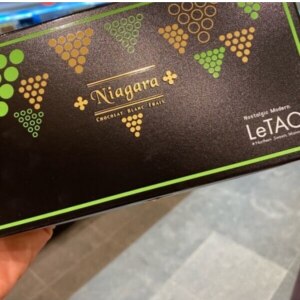 Niagara
CHOCOLAT BLANC FRAIS
Nostalgic Modern
LeTAO